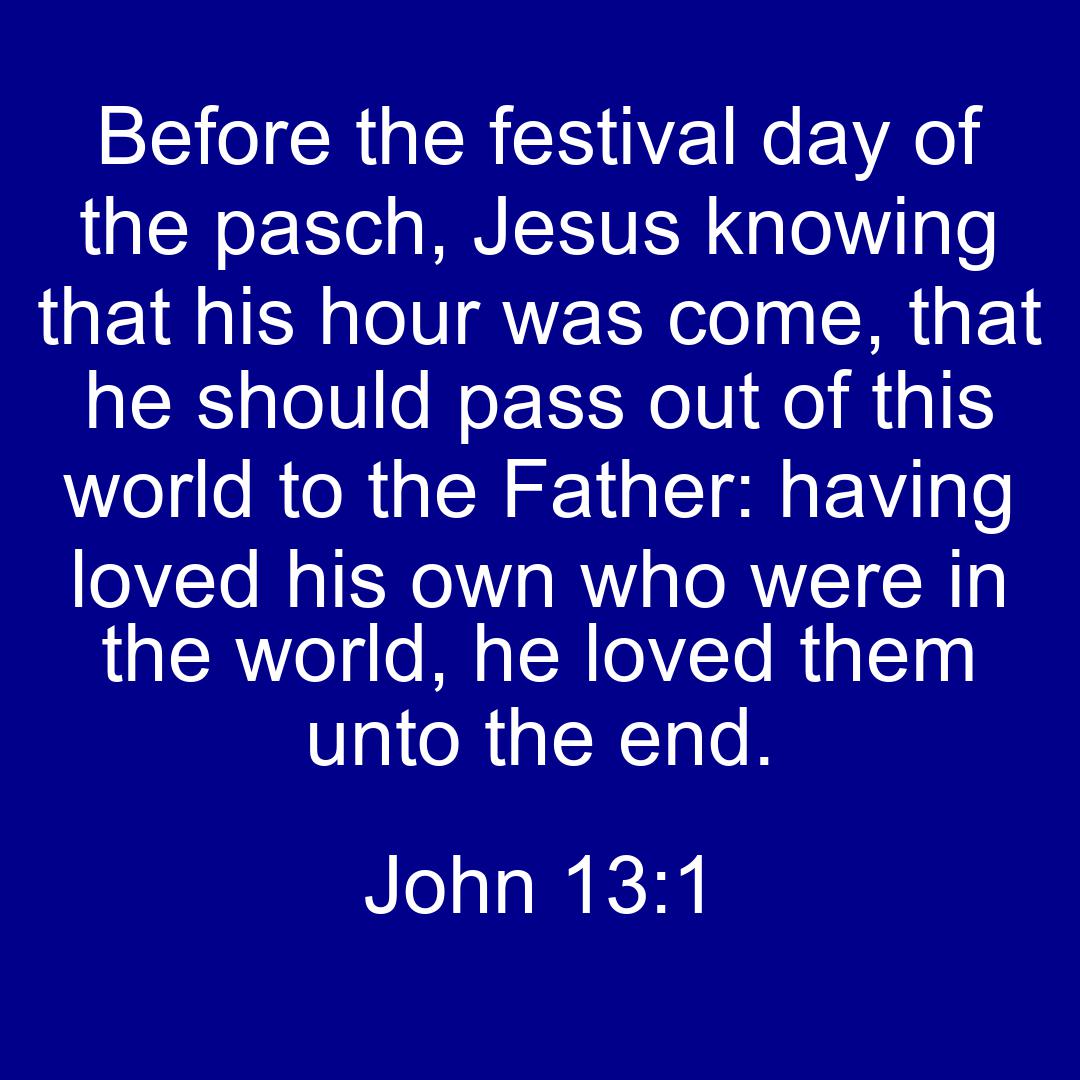 Before the festival day of
the pasch, Jesus knowing
that his hour was come, that
he should pass out of this
world to the Father: having
loved his own who were in
the world, he loved them
unto the end.
John 13:1